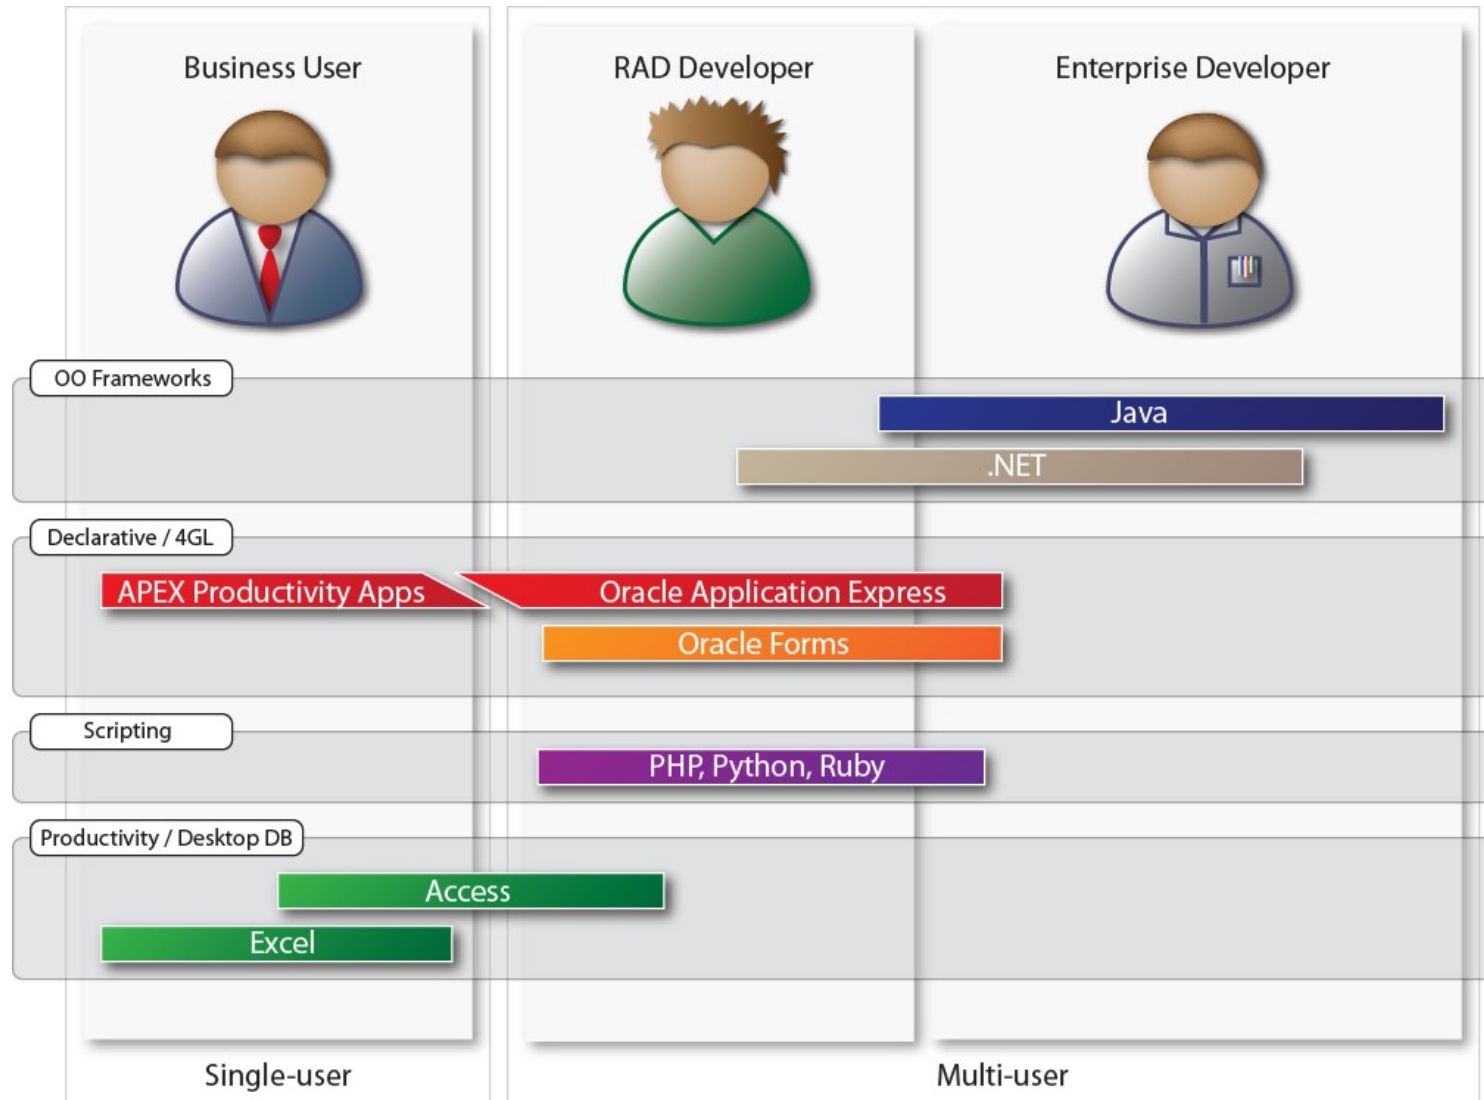 Business User
RAD Developer
Enterprise Developer
OO Frameworks
Java
.NET
Declarative / 4GL
APEX Productivity Apps
Oracle Application Express
Oracle Forms
Scripting
PHP, Python, Ruby
Productivity / Desktop DB
Access
Excel
Single-user
Multi-user